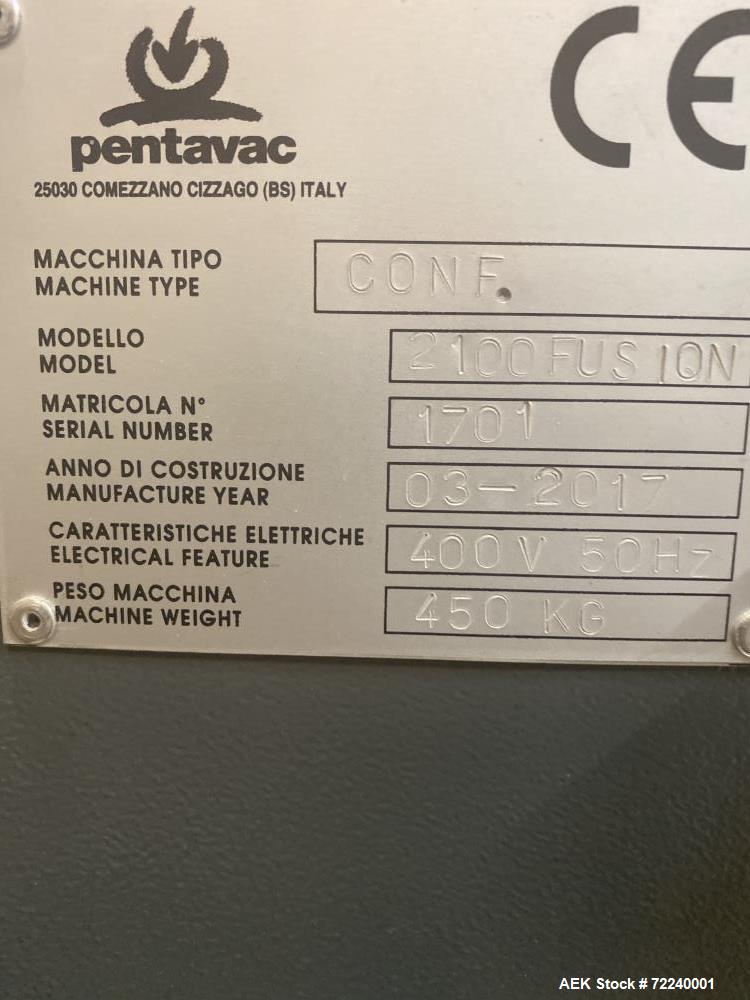 pentavac
CE
25030 COMEZZANO CIZZAGO (BS) ITALY
MACCHINA TIPO
MACHINE TYPE
CONF.
MODELLO
MODEL
2100FUSION
MATRICOLA N°
SERIAL NUMBER
1701
ANNO DI COSTRUZIONE
MANUFACTURE YEAR
03-2017
CARATTERISTICHE ELETTRICHE
ELECTRICAL FEATURE
400V 50Hz
PESO MACCHINA
MACHINE WEIGHT
450 KG
AEK Stock # 72240001